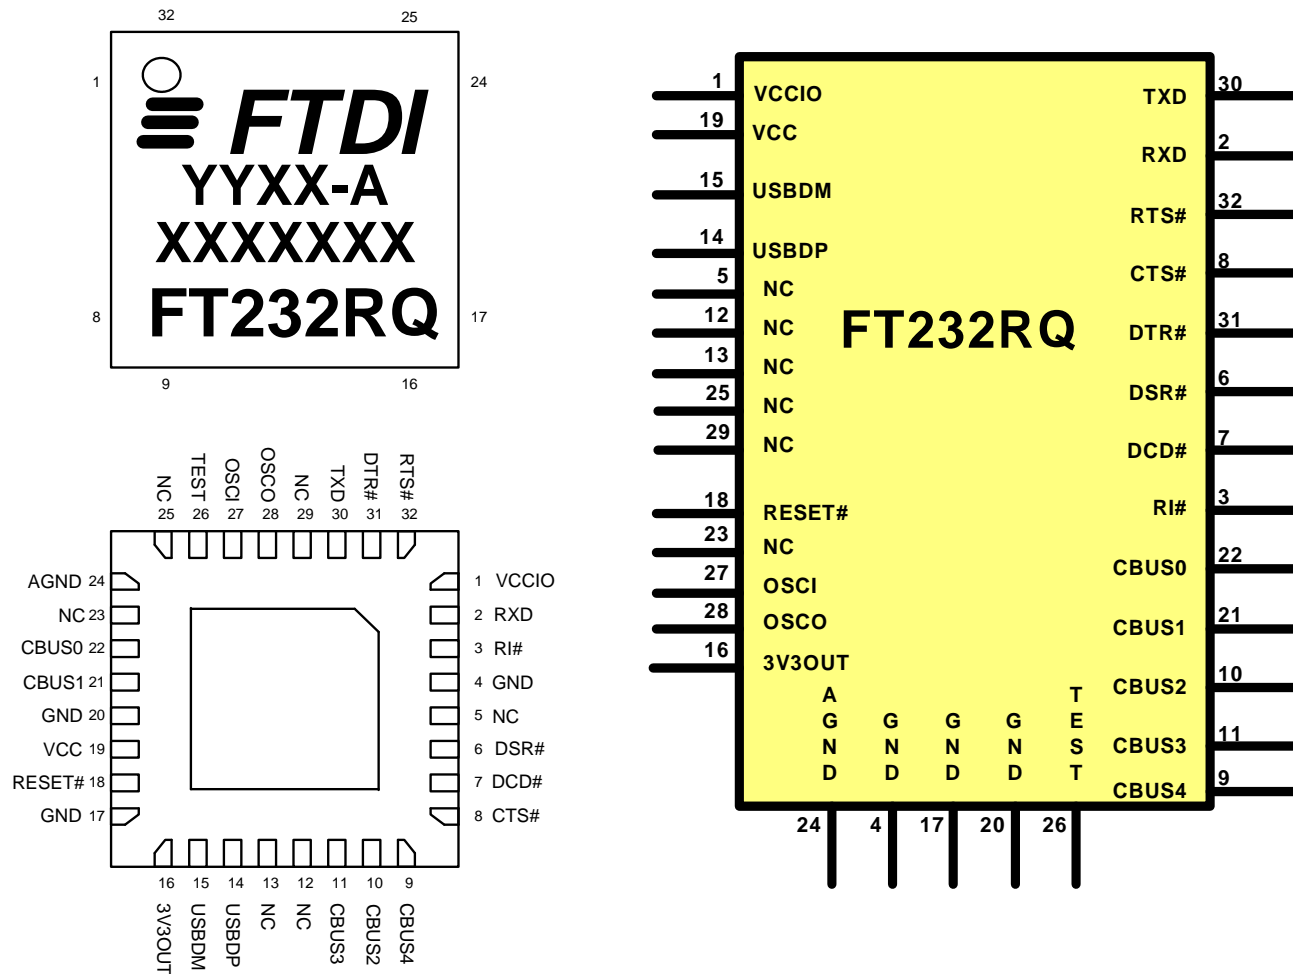 32 25
1 24
FTDI
YYXX-A
XXXXXXX
FT232RQ
8 17
9 16
NC TEST OSCI OSCO NC TXD DTR# RTS#
25 26 27 28 29 30 31 32
AGND 24 1 VCCIO
NC 23 2 RXD
CBUS0 22 3 RI#
CBUS1 21 4 GND
GND 20 5 NC
VCC 19 6 DSR#
RESET# 18 7 DCD#
GND 17 8 CTS#
16 15 14 13 12 11 10 9
3V3OUT USBDM USBDP NC NC CBUS3 CBUS2 CBUS4
1 VCCIO TXD 30
19 VCC
RXD 2
15 USBDM
RTS# 32
14 USBDP
CTS# 8
5 NC
FT232RQ
12 NC
DTR# 31
13 NC
DSR# 6
25 NC
29 NC
DCD# 7
18 RESET#
RI# 3
23 NC
CBUS0 22
27 OSCI
28 OSCO
CBUS1 21
16 3V3OUT
CBUS2 10
CBUS3 11
CBUS4 9
AGND GND GND GND TEST
24 4 17 20 26